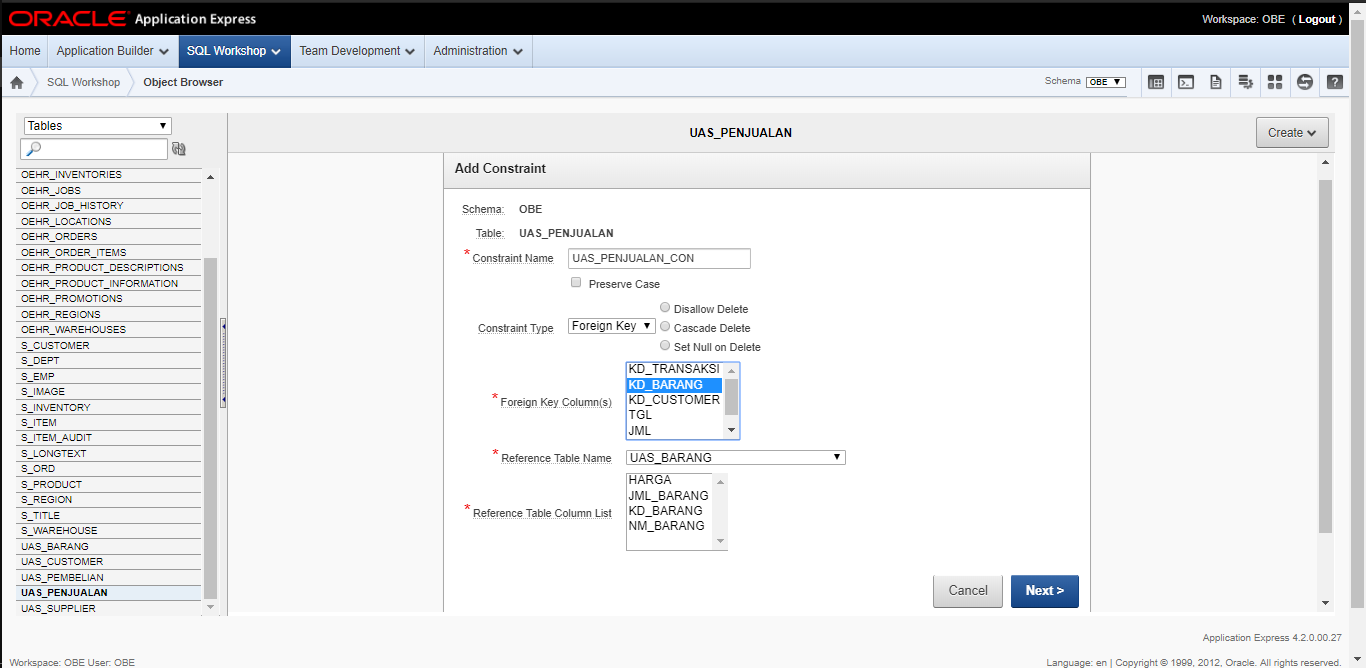 ORACLE Application Express
Workspace: OBE ( Logout )
Home Application Builder SQL Workshop Team Development Administration
SQL Workshop Object Browser
Schema OBE
Tables
OEHR_INVENTORIES
OEHR_JOBS
OEHR_JOB_HISTORY
OEHR_LOCATIONS
OEHR_ORDERS
OEHR_ORDER_ITEMS
OEHR_PRODUCT_DESCRIPTIONS
OEHR_PRODUCT_INFORMATION
OEHR_PROMOTIONS
OEHR_REGIONS
OEHR_WAREHOUSES
S_CUSTOMER
S_DEPT
S_EMP
S_IMAGE
S_INVENTORY
S_ITEM
S_ITEM_AUDIT
S_LONGTEXT
S_ORD
S_PRODUCT
S_REGION
S_TITLE
S_WAREHOUSE
UAS_BARANG
UAS_CUSTOMER
UAS_PEMBELIAN
UAS_PENJUALAN
UAS_SUPPLIER
UAS_PENJUALAN
Create
Add Constraint
Schema: OBE
Table: UAS_PENJUALAN
* Constraint Name UAS_PENJUALAN_CON
Preserve Case
Constraint Type Foreign Key
Disallow Delete
Cascade Delete
Set Null on Delete
* Foreign Key Column(s)
KD_TRANSAKSI
KD_BARANG
KD_CUSTOMER
TGL
JML
* Reference Table Name UAS_BARANG
* Reference Table Column List
HARGA
JML_BARANG
KD_BARANG
NM_BARANG
Cancel Next >
Application Express 4.2.0.00.27
Workspace: OBE User: OBE
Language: en | Copyright © 1999, 2012, Oracle. All rights reserved.